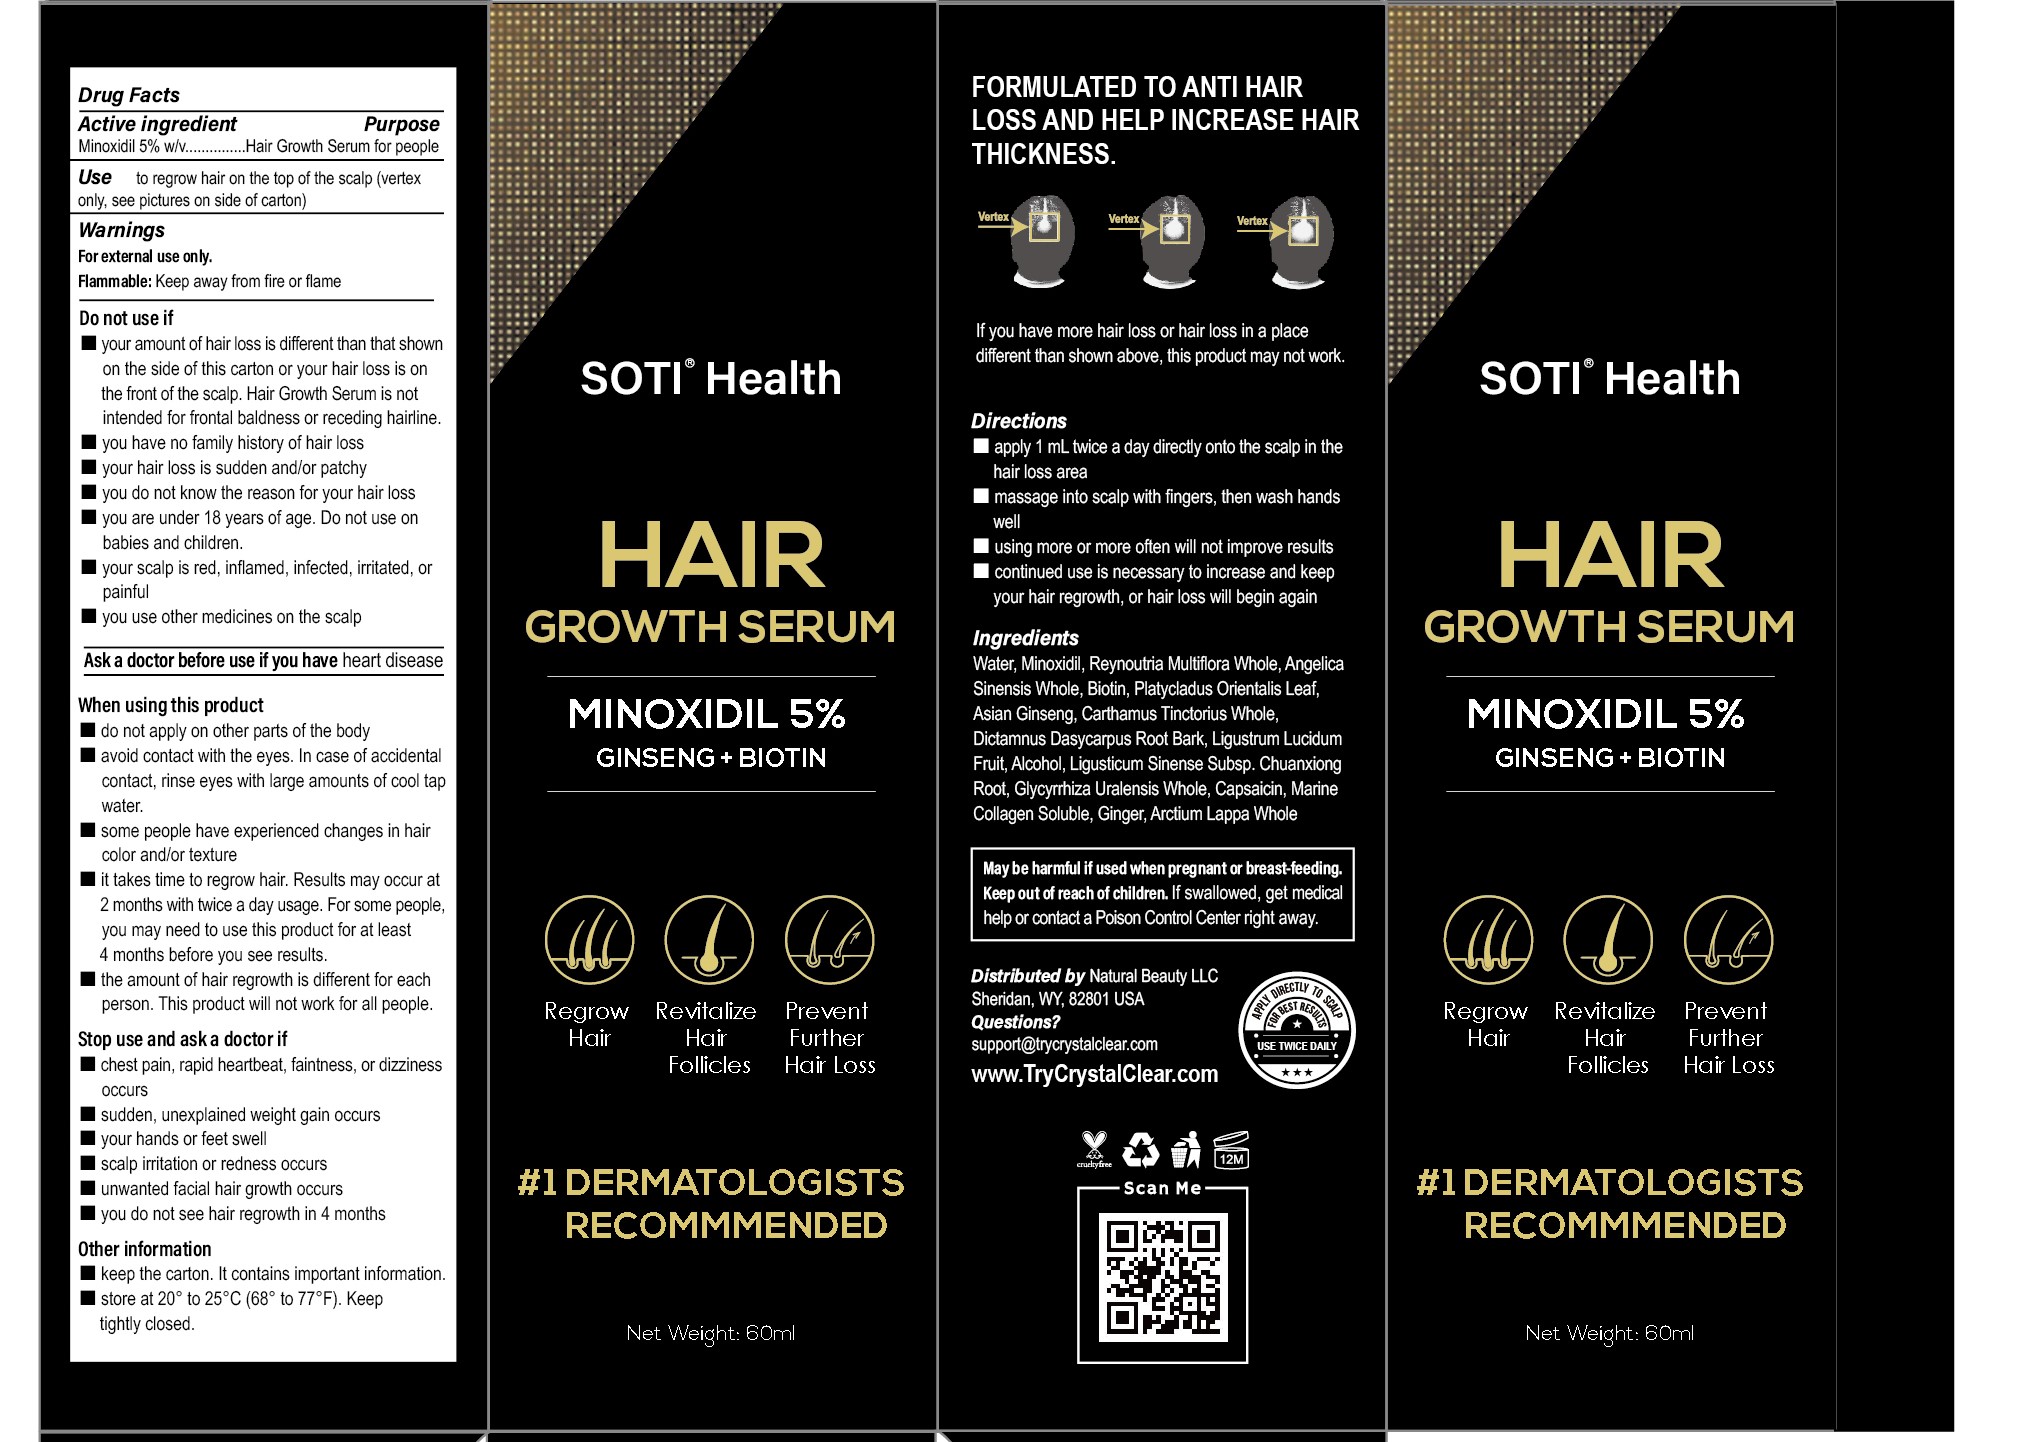 Drug Facts
Active ingredient Purpose
Minoxidil 5% w/v...............Hair Growth Serum for people
Use to regrow hair on the top of the scalp (vertex
only, see pictures on side of carton)
Warnings
For external use only.
Flammable: Keep away from fire or flame
Do not use if
■ your amount of hair loss is different than that shown
on the side of this carton or your hair loss is on
the front of the scalp. Hair Growth Serum is not
intended for frontal baldness or receding hairline.
■ you have no family history of hair loss
■ your hair loss is sudden and/or patchy
■ you do not know the reason for your hair loss
■ you are under 18 years of age. Do not use on
babies and children.
■ your scalp is red, inflamed, infected, irritated, or
painful
■ you use other medicines on the scalp
Ask a doctor before use if you have heart disease
When using this product
■ do not apply on other parts of the body
■ avoid contact with the eyes. In case of accidental
contact, rinse eyes with large amounts of cool tap
water.
■ some people have experienced changes in hair
color and/or texture
■ it takes time to regrow hair. Results may occur at
2 months with twice a day usage. For some people,
you may need to use this product for at least
4 months before you see results.
■ the amount of hair regrowth is different for each
person. This product will not work for all people.
Stop use and ask a doctor if
■ chest pain, rapid heartbeat, faintness, or dizziness
occurs
■ sudden, unexplained weight gain occurs
■ your hands or feet swell
■ scalp irritation or redness occurs
■ unwanted facial hair growth occurs
■ you do not see hair regrowth in 4 months
Other information
■ keep the carton. It contains important information.
■ store at 20° to 25°C (68° to 77°F). Keep
tightly closed.
SOTI® Health
HAIR
GROWTH SERUM
MINOXIDIL 5%
GINSENG + BIOTIN
Regrow
Hair
Revitalize
Hair
Follicles
Prevent
Further
Hair Loss
#1 DERMATOLOGISTS
RECOMMMENDED
Net Weight: 60ml
FORMULATED TO ANTI HAIR
LOSS AND HELP INCREASE HAIR
THICKNESS.
Vertex Vertex Vertex
If you have more hair loss or hair loss in a place
different than shown above, this product may not work.
Directions
■ apply 1 mL twice a day directly onto the scalp in the
hair loss area
■ massage into scalp with fingers, then wash hands
well
■ using more or more often will not improve results
■ continued use is necessary to increase and keep
your hair regrowth, or hair loss will begin again
Ingredients
Water, Minoxidil, Reynoutria Multiflora Whole, Angelica
Sinensis Whole, Biotin, Platycladus Orientalis Leaf,
Asian Ginseng, Carthamus Tinctorius Whole,
Dictamnus Dasycarpus Root Bark, Ligustrum Lucidum
Fruit, Alcohol, Ligusticum Sinense Subsp. Chuanxiong
Root, Glycyrrhiza Uralensis Whole, Capsaicin, Marine
Collagen Soluble, Ginger, Arctium Lappa Whole
May be harmful if used when pregnant or breast-feeding.
Keep out of reach of children. If swallowed, get medical
help or contact a Poison Control Center right away.
Distributed by Natural Beauty LLC
Sheridan, WY, 82801 USA
Questions?
support@trycrystalclear.com
www.TryCrystalClear.com
APPLY DIRECTLY TO SCALP
FOR BEST RESULTS
USE TWICE DAILY
crueltyfree
12M
Scan Me
SOTI® Health
HAIR
GROWTH SERUM
MINOXIDIL 5%
GINSENG + BIOTIN
Regrow
Hair
Revitalize
Hair
Follicles
Prevent
Further
Hair Loss
#1 DERMATOLOGISTS
RECOMMMENDED
Net Weight: 60ml